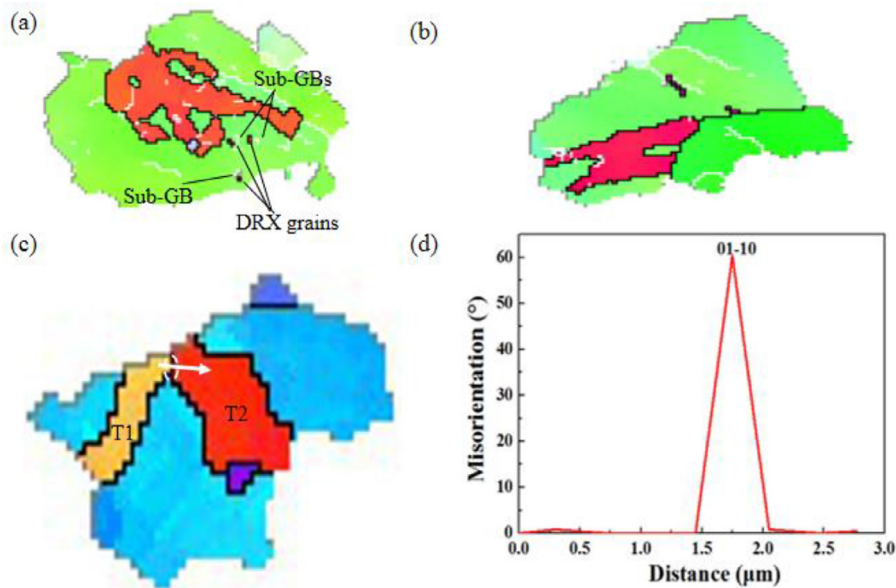 (a)
Sub-GBs
Sub-GB
DRX grains
(b)
(c)
T1
T2
(d)
01-10
60
50
40
30
20
10
0
Misorientation (°)
0.0 0.5 1.0 1.5 2.0 2.5 3.0
Distance (μm)